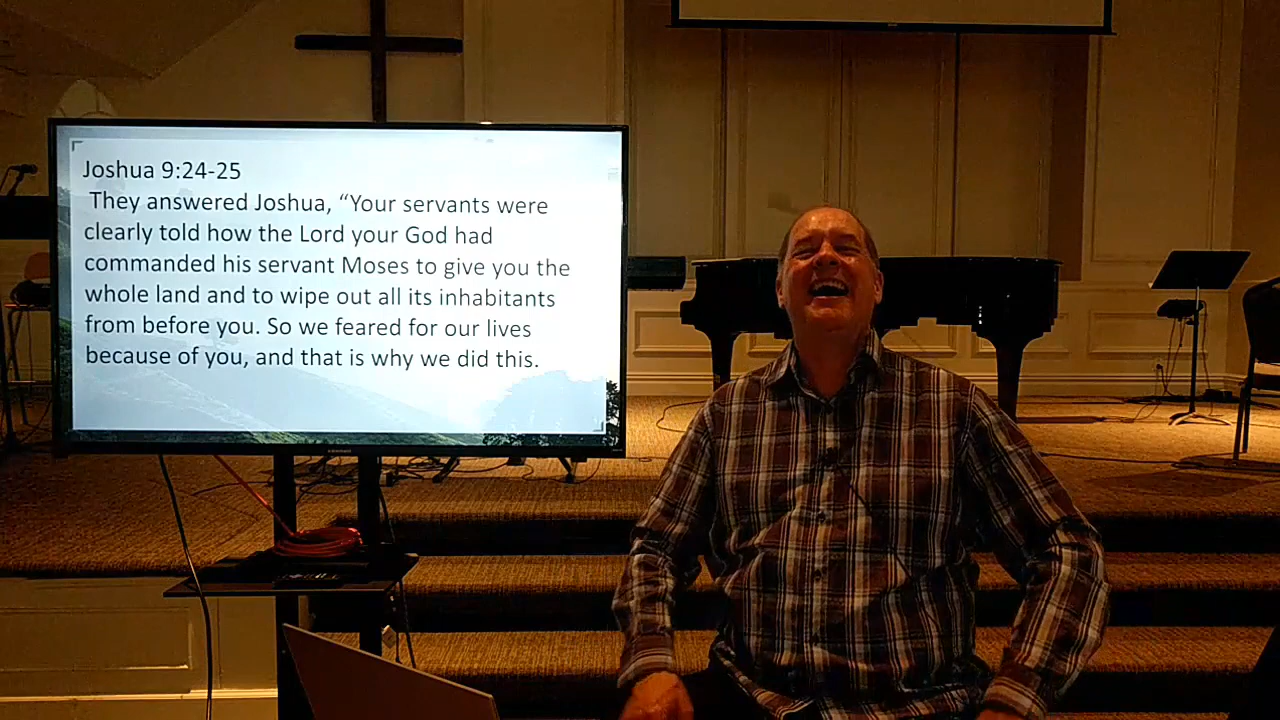 Joshua 9:24-25
They answered Joshua, “Your servants were
clearly told how the Lord your God had
commanded his servant Moses to give you the
whole land and to wipe out all its inhabitants
from before you. So we feared for our lives
because of you, and that is why we did this.